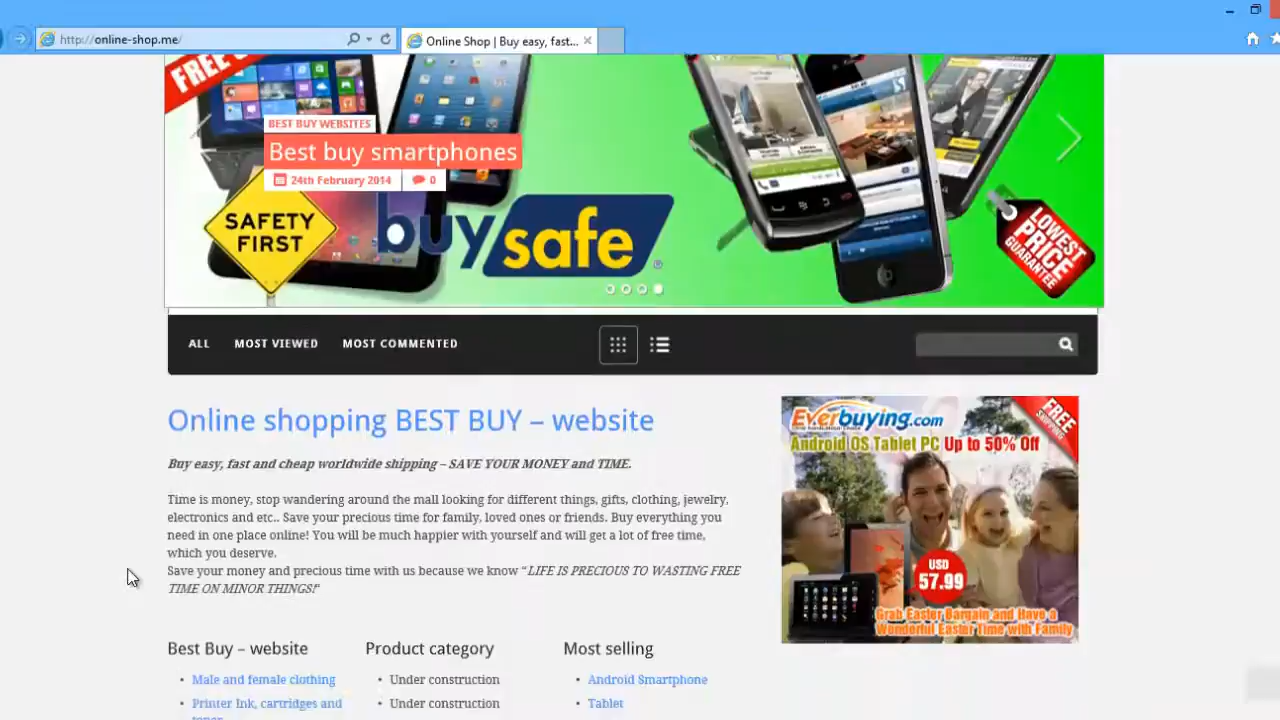 http://online-shop.me/
Online Shop | Buy easy, fast...
FREE
BEST BUY WEBSITES
Best buy smartphones
24th February 2014
0
SAFETY
FIRST
buySafe
LOWEST
PRICE
GUARANTEE
ALL
MOST VIEWED
MOST COMMENTED
Online shopping BEST BUY – website
Buy easy, fast and cheap worldwide shipping – SAVE YOUR MONEY and TIME.
Time is money, stop wandering around the mall looking for different things, gifts, clothing, jewelry,
electronics and etc.. Save your precious time for family, loved ones or friends. Buy everything you
need in one place online! You will be much happier with yourself and will get a lot of free time,
which you deserve.
Save your money and precious time with us because we know “LIFE IS PRECIOUS TO WASTING FREE
TIME ON MINOR THINGS!”
Everbuying.com
FREE
SHIPPING
Android OS Tablet PC Up to 50% Off
USD
57.99
Grab Easter Bargain and Have a
Wonderful Easter Time with Family
Best Buy – website
Male and female clothing
Printer Ink, cartridges and
toner
Product category
Under construction
Under construction
Most selling
Android Smartphone
Tablet